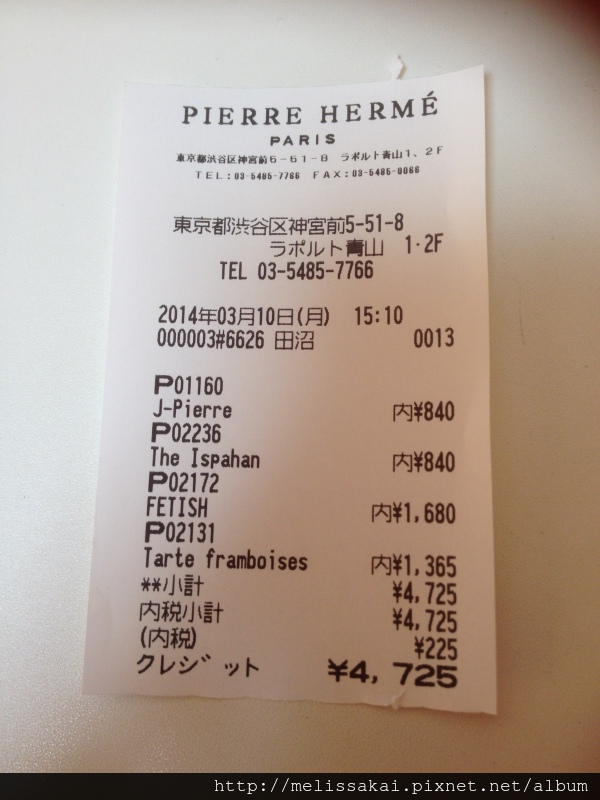 PIERRE HERMÉ
PARIS
東京都渋谷区神宮前5-51-8 ラポルト青山1、2F
TEL:03-5485-7766 FAX:03-5485-0066
東京都渋谷区神宮前5-51-8
ラポルト青山 1･2F
TEL 03-5485-7766
2014年03月10日(月) 15:10
000003#6626 田沼 0013
P01160
J-Pierre 内¥840
P02236
The Ispahan 内¥840
P02172
FETISH 内¥1,680
P02131
Tarte framboises 内¥1,365
**小計 ¥4,725
内税小計 ¥4,725
(内税) ¥225
クレジット ¥4,725
http://melissakai.pixnet.net/album